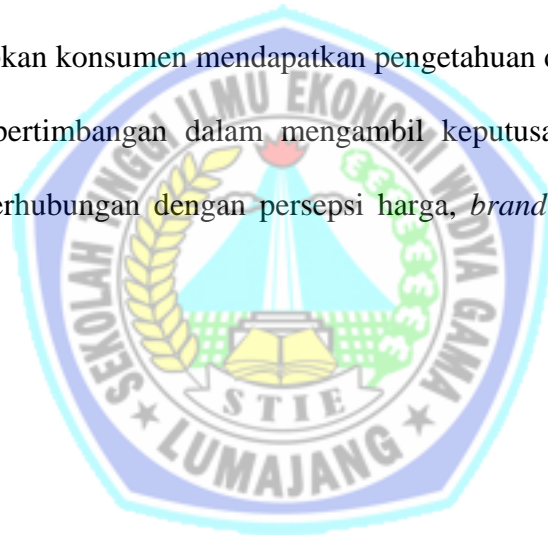 kan konsumen mendapatkan pengetahuan
pertimbangan dalam mengambil
erhubungan dengan persepsi harga, brand
SEKOLAH TINGGI ILMU EKONOMI WIDYA GAMA
STIE
LUMAJANG